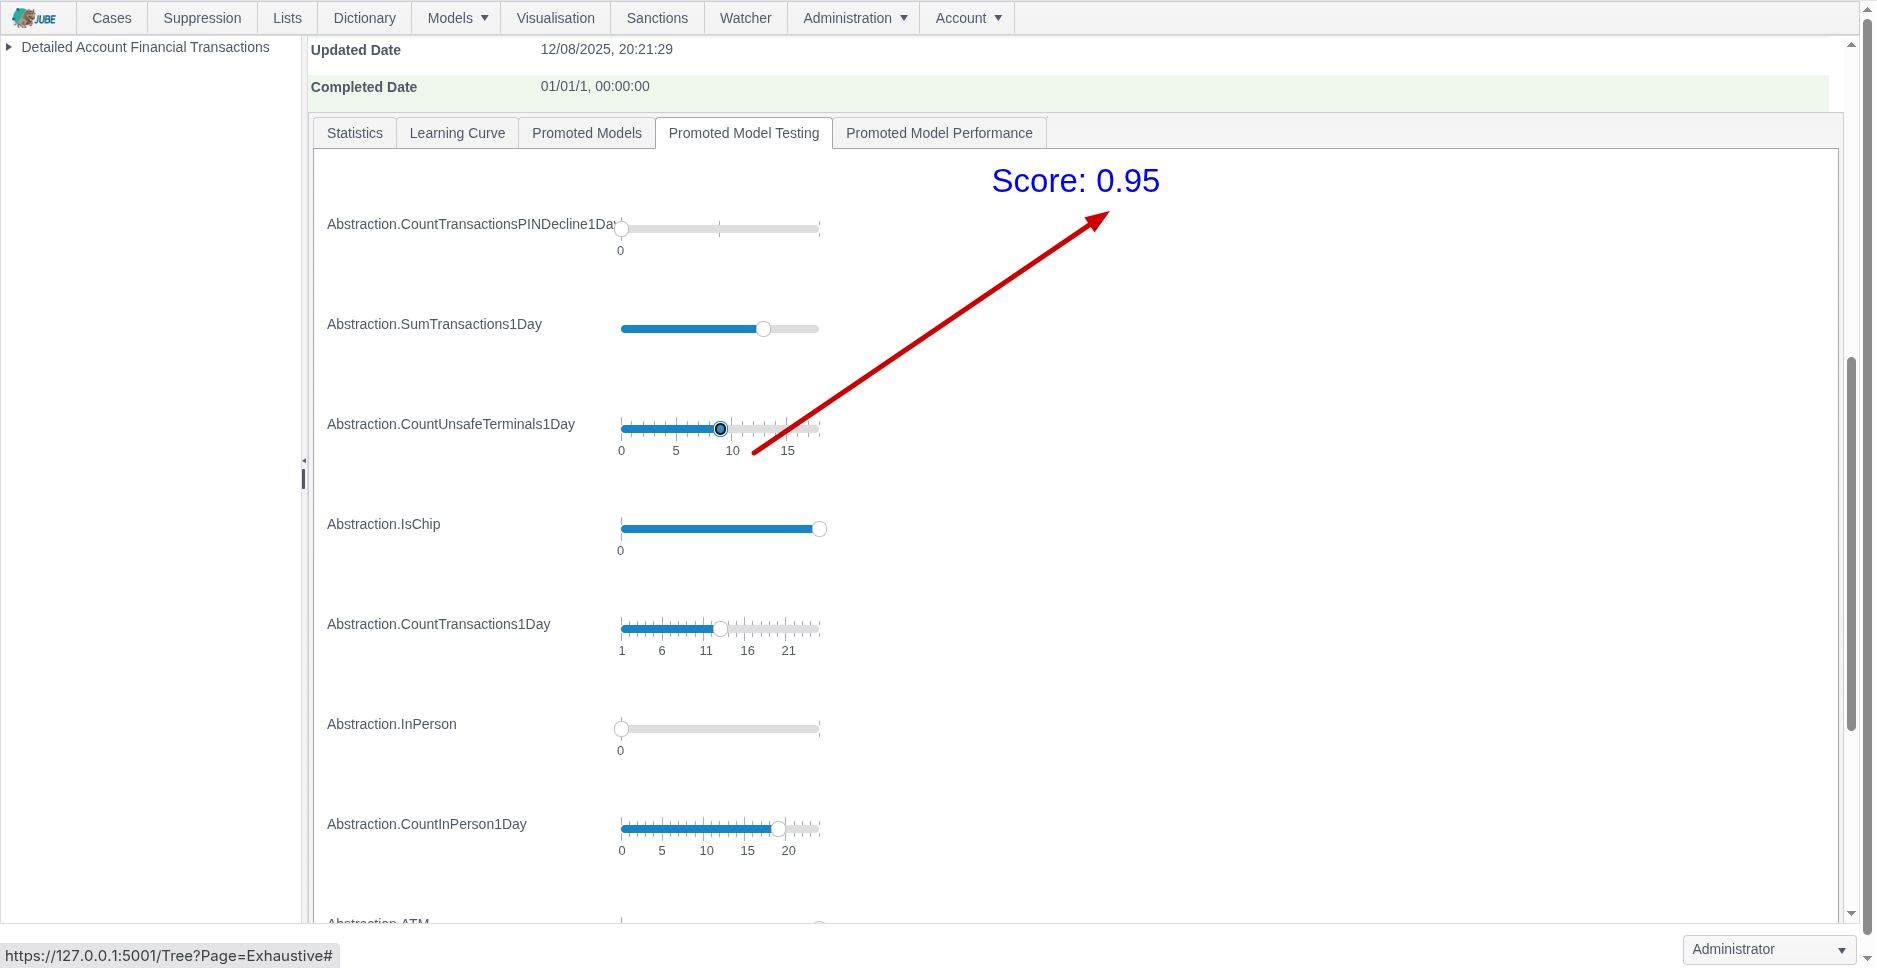 JUBE Cases Suppression Lists Dictionary Models Visualisation Sanctions Watcher Administration Account
Detailed Account Financial Transactions
Updated Date 12/08/2025, 20:21:29
Completed Date 01/01/1, 00:00:00
Statistics Learning Curve Promoted Models Promoted Model Testing Promoted Model Performance
Score: 0.95
Abstraction.CountTransactionsPINDecline1Day
0
Abstraction.SumTransactions1Day
Abstraction.CountUnsafeTerminals1Day
0 5 10 15
Abstraction.IsChip
0
Abstraction.CountTransactions1Day
1 6 11 16 21
Abstraction.InPerson
0
Abstraction.CountInPerson1Day
0 5 10 15 20
Abstraction.ATM
https://127.0.0.1:5001/Tree?Page=Exhaustive#
Administrator